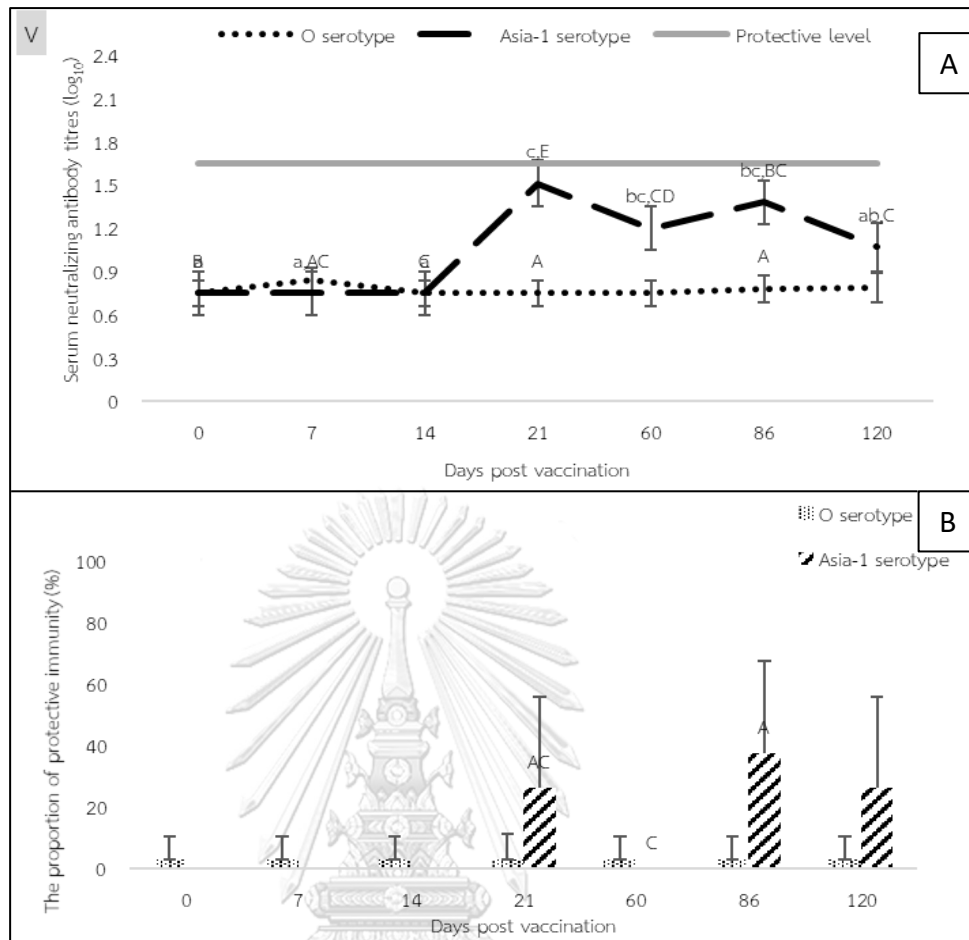 V
O serotype Asia-1 serotype Protective level
A
Serum neutralizing antibody titres (log10)
2.4
2.1
1.8
1.5
1.2
0.9
0.6
0.3
0
a,AC
A
c,E
bc,CD
bc,BC
A
ab,C
0 7 14 21 60 86 120
Days post vaccination
B
O serotype
Asia-1 serotype
The proportion of protective immunity (%)
100
80
60
40
20
0
AC
C
A
0 7 14 21 60 86 120
Days post vaccination